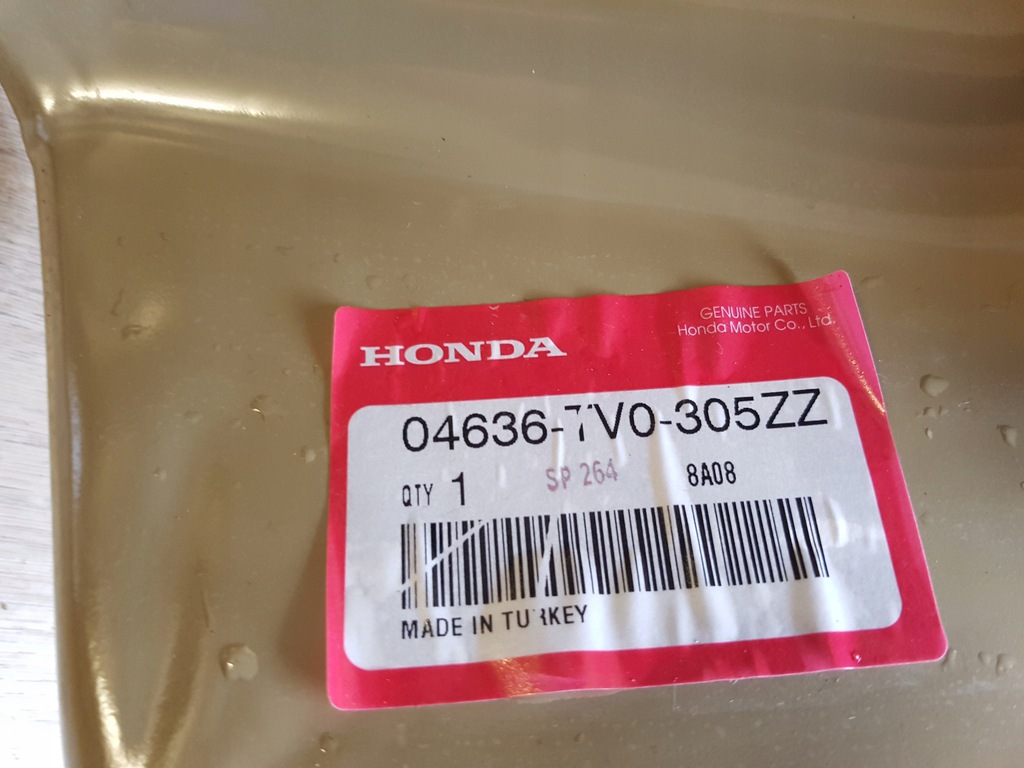 GENUINE PARTS
Honda Motor Co., Ltd.
HONDA
04636-TV0-305ZZ
QTY 1 SP 264 8A08
MADE IN TURKEY